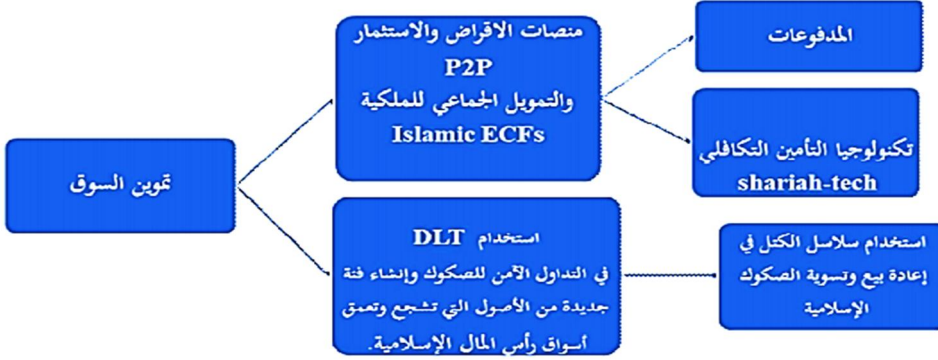 تموين السوق
منصات الاقراض والاستثمار
P2P
والتمويل الجماعي للملكية
Islamic ECFs
المدفوعات
تكنولوجيا التأمين التكافلي
shariah-tech
استخدام DLT
في التداول الآمن للصكوك وإنشاء فئة
جديدة من الأصول التي تشجع وتعمق
أسواق رأس المال الإسلامية.
استخدام سلاسل الكتل في
إعادة بيع وتسوية الصكوك
الإسلامية